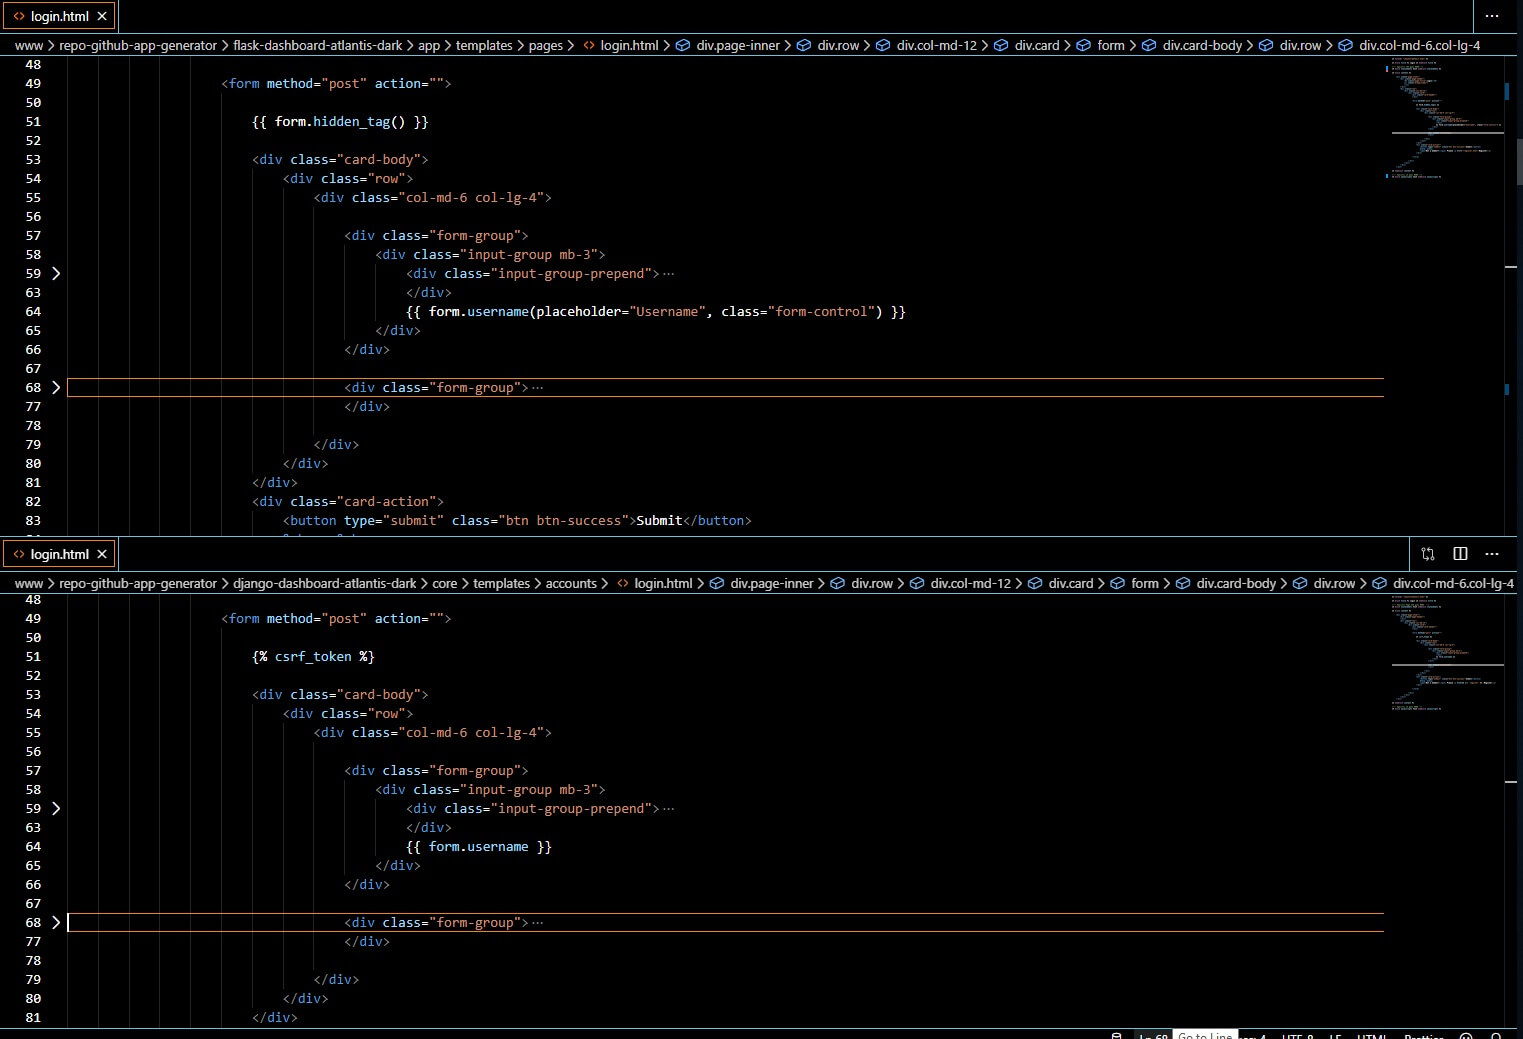 login.html
www repo-github-app-generator flask-dashboard-atlantis-dark app templates pages login.html div.page-inner div.row div.col-md-12 div.card form div.card-body div.row div.col-md-6.col-lg-4
48
49 <form method="post" action="">
50
51 {{ form.hidden_tag() }}
52
53 <div class="card-body">
54 <div class="row">
55 <div class="col-md-6 col-lg-4">
56
57 <div class="form-group">
58 <div class="input-group mb-3">
59 <div class="input-group-prepend"> ...
63 </div>
64 {{ form.username(placeholder="Username", class="form-control") }}
65 </div>
66 </div>
67
68 <div class="form-group"> ...
77 </div>
78
79 </div>
80 </div>
81 </div>
82 <div class="card-action">
83 <button type="submit" class="btn btn-success">Submit</button>
login.html
www repo-github-app-generator django-dashboard-atlantis-dark core templates accounts login.html div.page-inner div.row div.col-md-12 div.card form div.card-body div.row div.col-md-6.col-lg-4
48
49 <form method="post" action="">
50
51 {% csrf_token %}
52
53 <div class="card-body">
54 <div class="row">
55 <div class="col-md-6 col-lg-4">
56
57 <div class="form-group">
58 <div class="input-group mb-3">
59 <div class="input-group-prepend"> ...
63 </div>
64 {{ form.username }}
65 </div>
66 </div>
67
68 <div class="form-group"> ...
77 </div>
78
79 </div>
80 </div>
81 </div>
Ln 68 Go to Line UTF-8 LF HTML Prettier